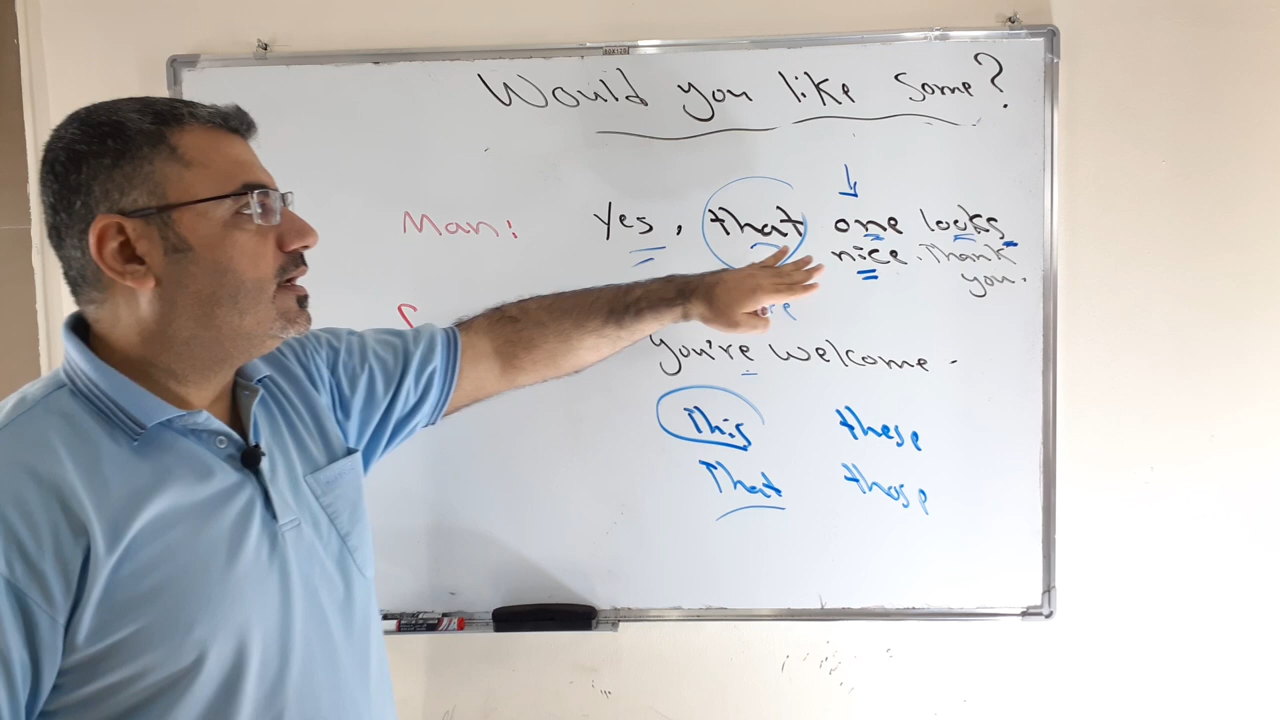 80X120
Would you like some?
Man: Yes, that one looks
nice. Thank
you.
You're welcome.
This these
That those